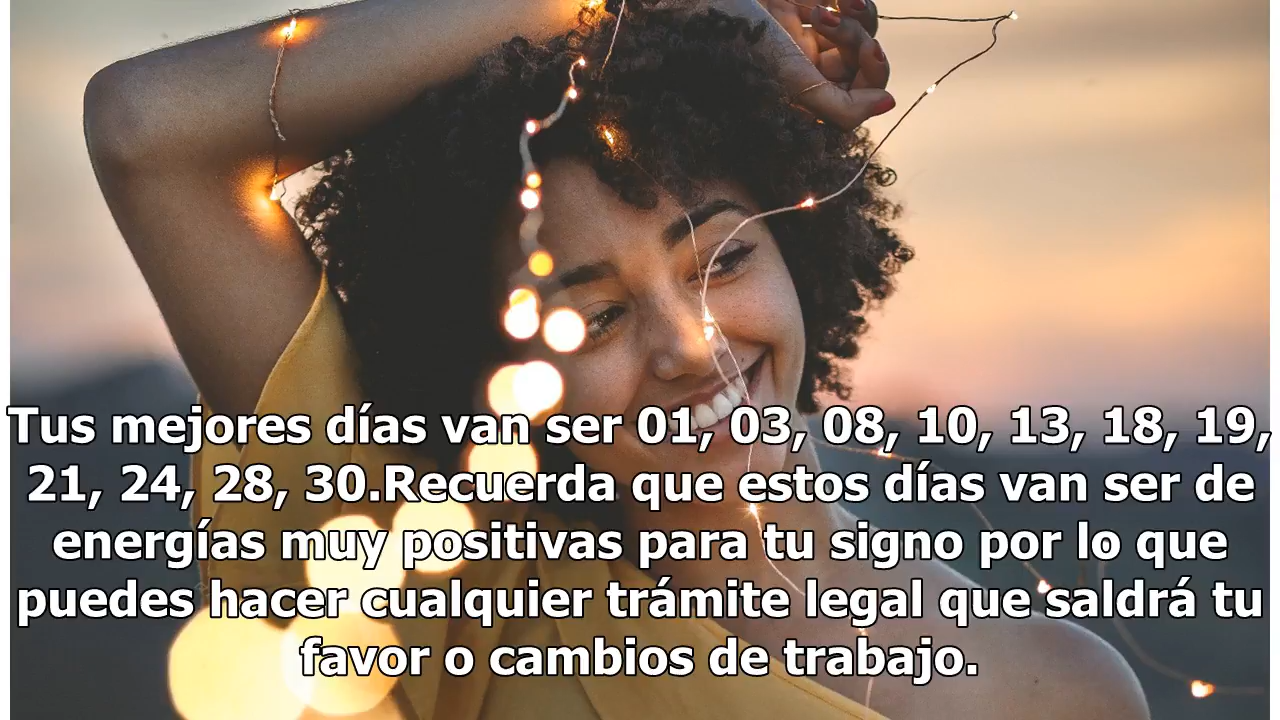 Tus mejores días van ser 01, 03, 08, 10, 13, 18, 19,
21, 24, 28, 30.Recuerda que estos días van ser de
energías muy positivas para tu signo por lo que
puedes hacer cualquier trámite legal que saldrá tu
favor o cambios de trabajo.